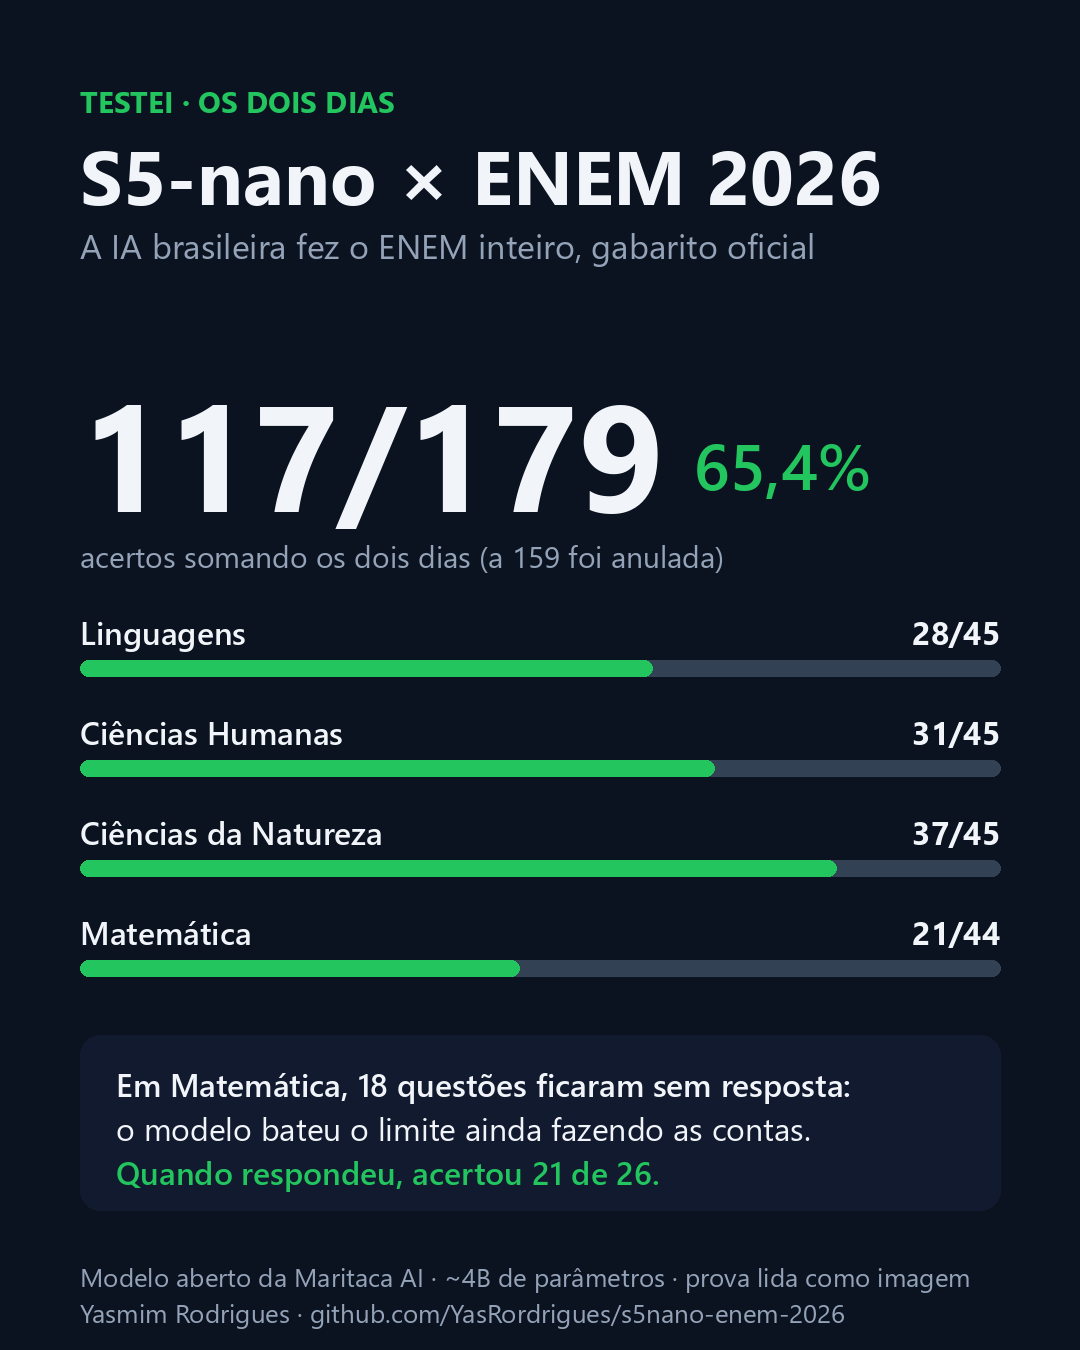 TESTEI · OS DOIS DIAS
S5-nano × ENEM 2026
A IA brasileira fez o ENEM inteiro, gabarito oficial
117/179 65,4%
acertos somando os dois dias (a 159 foi anulada)
Linguagens 28/45
Ciências Humanas 31/45
Ciências da Natureza 37/45
Matemática 21/44
Em Matemática, 18 questões ficaram sem resposta:
o modelo bateu o limite ainda fazendo as contas.
Quando respondeu, acertou 21 de 26.
Modelo aberto da Maritaca AI · ~4B de parâmetros · prova lida como imagem
Yasmim Rodrigues · github.com/YasRordrigues/s5nano-enem-2026